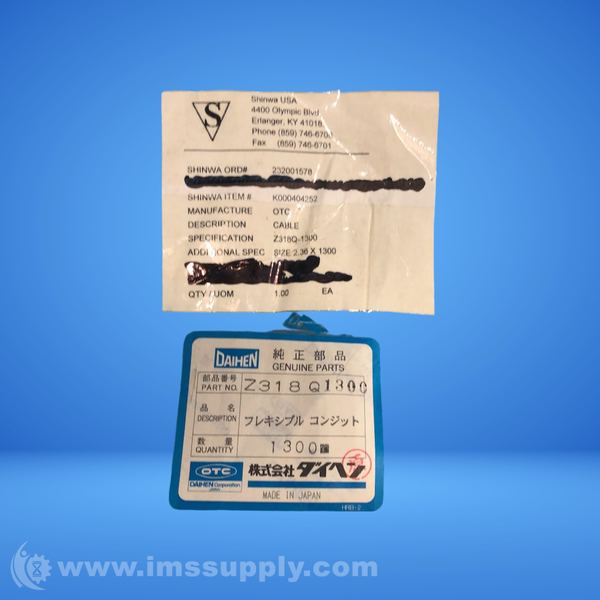 S
Shinwa USA
4400 Olympic Blvd
Erlanger, KY 41018
Phone (859) 746-6700
Fax (859) 746-6701
SHINWA ORD# 232001578
SHINWA ITEM # K000404252
MANUFACTURE OTC
DESCRIPTION CABLE
SPECIFICATION Z318Q-1300
ADDITIONAL SPEC SIZE 2.36 X 1300
QTY / UOM 1.00 EA
DAIHEN 純正部品
GENUINE PARTS
部品番号
PART NO. Z318Q1300
品名
DESCRIPTION フレキシブル コンジット
数量
QUANTITY 1300
OTC 株式会社 ダイヘン
DAIHEN Corporation
MADE IN JAPAN
HRB-2
www.imssupply.com